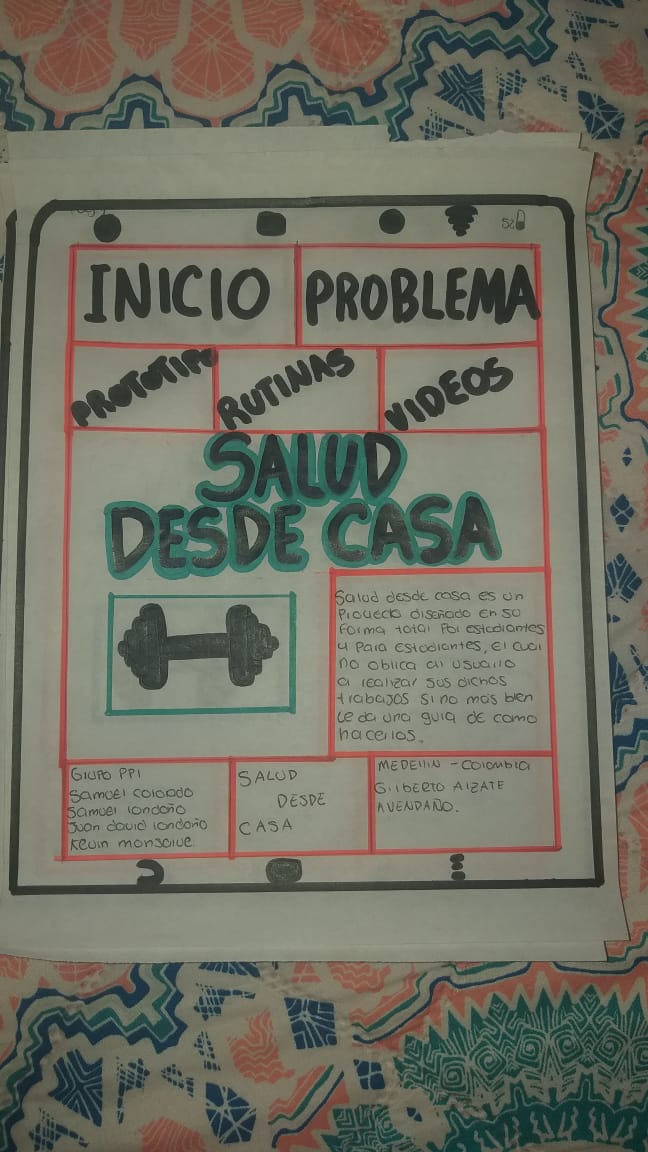 INICIO PROBLEMA
PROTOTIPO RUTINAS VIDEOS
SALUD
DESDE CASA
Salud desde casa es un
Proyecto diseñado en su
forma total Por estudiantes
y Para estudiantes, el cual
no obliga al usuario
a realizar sus dichos
trabajos si no más bien
le da una guia de como
hacerlos.
Grupo PPI
Samuel colorado
Samuel londoño
Juan david londoño
Kevin monsalve
SALUD
DESDE
CASA
MEDEllIN - Colombia
Gilberto AlZATE
AVENDAÑO.